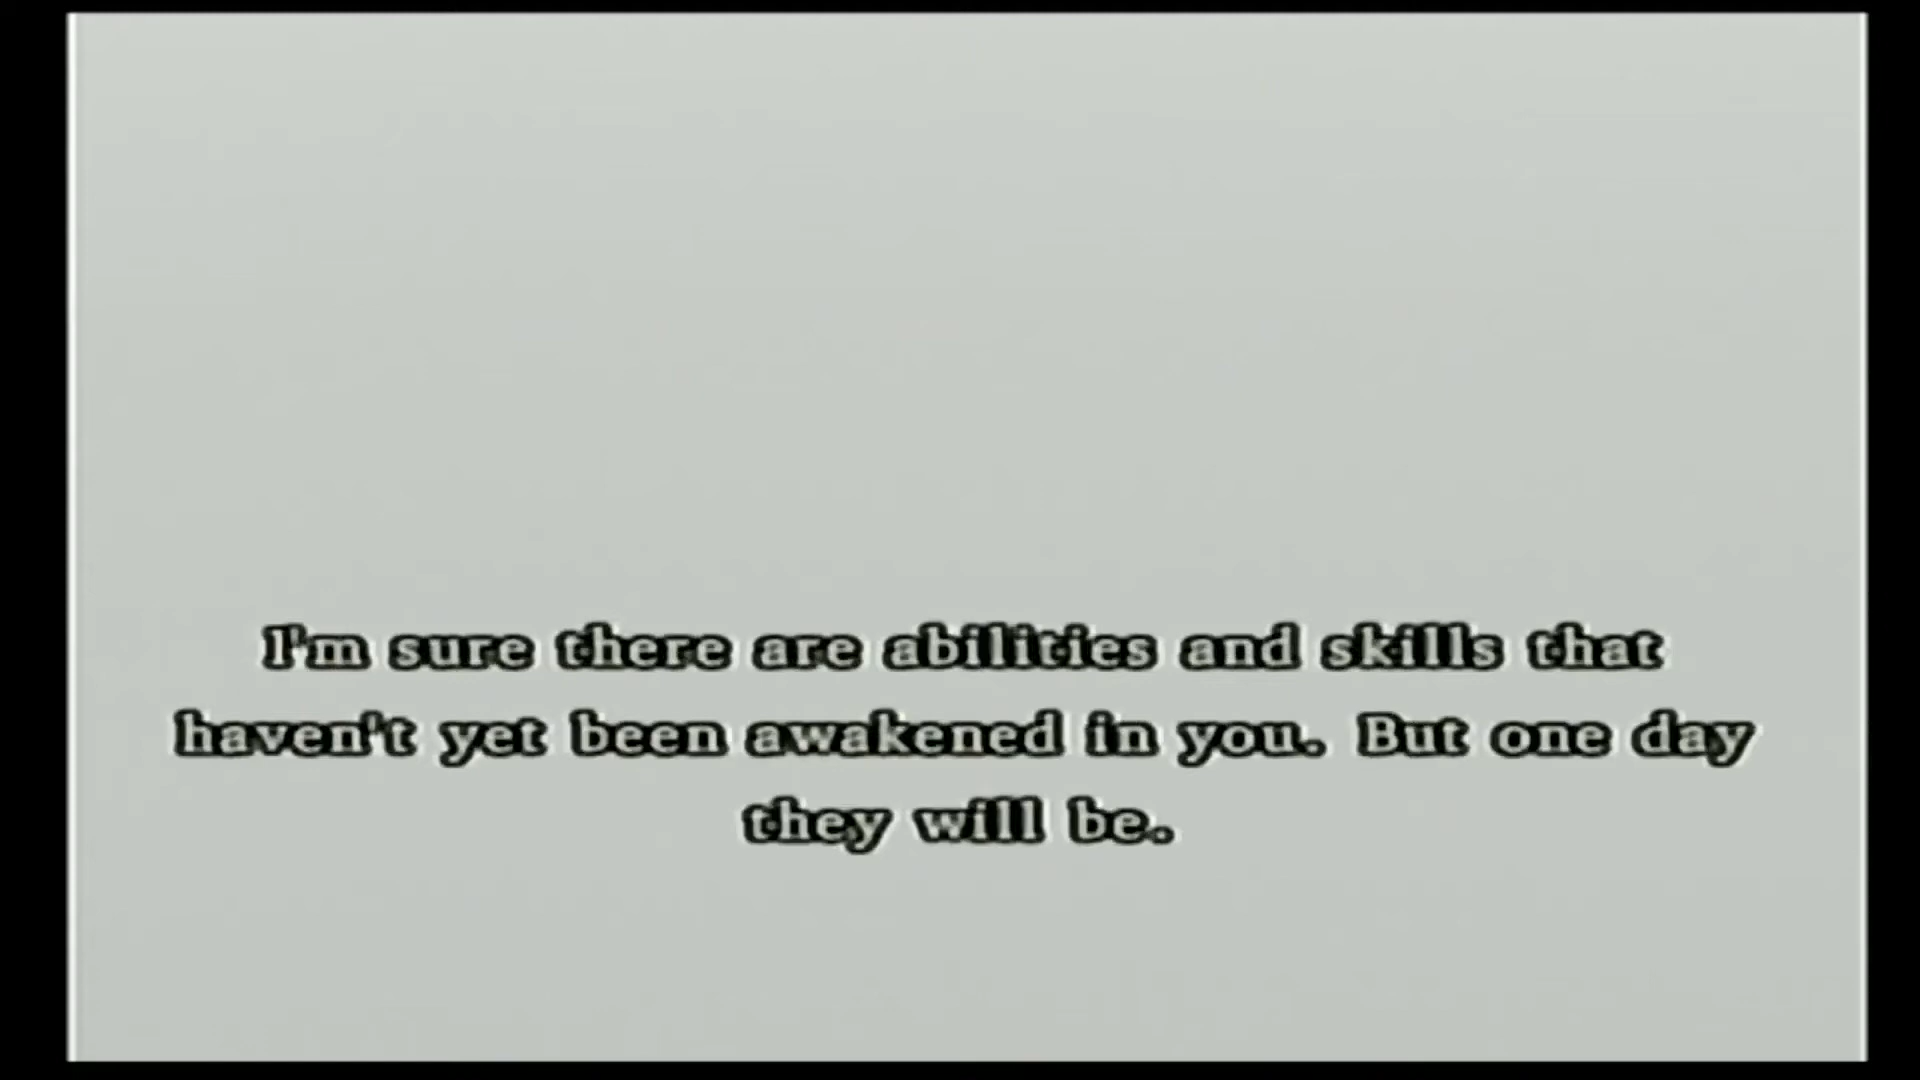 I'm sure there are abilities and skills that
haven't yet been awakened in you. But one day
they will be.